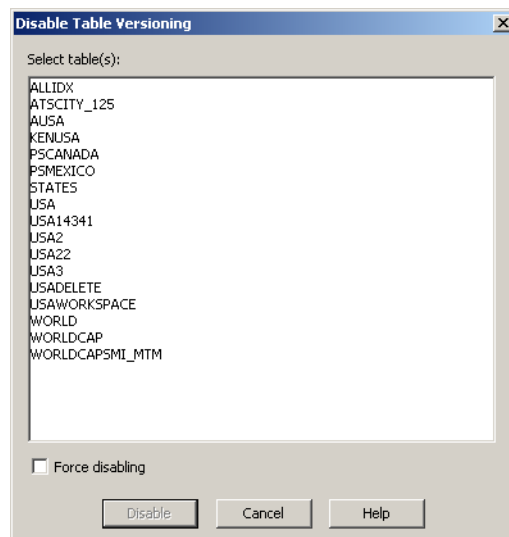 Disable Table Versioning
Select table(s):
ALLIDX
ATSCITY_125
AUSA
KENUSA
PSCANADA
PSMEXICO
STATES
USA
USA14341
USA2
USA22
USA3
USADELETE
USAWORKSPACE
WORLD
WORLDCAP
WORLDCAPSMI_MTM
Force disabling
Disable Cancel Help